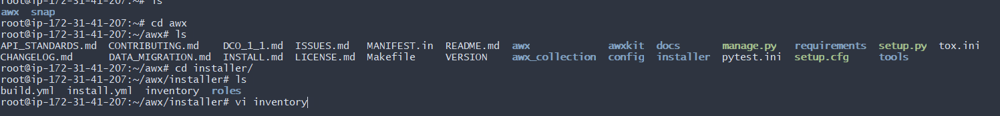 root@ip-172-31-41-207:~# ls
awx  snap
root@ip-172-31-41-207:~# cd awx
root@ip-172-31-41-207:~/awx# ls
API_STANDARDS.md  CONTRIBUTING.md    DCO_1_1.md  ISSUES.md   MANIFEST.in  README.md  awx             awxkit  docs       manage.py   requirements  setup.py  tox.ini
CHANGELOG.md      DATA_MIGRATION.md  INSTALL.md  LICENSE.md  Makefile     VERSION    awx_collection  config  installer  pytest.ini  setup.cfg     tools
root@ip-172-31-41-207:~/awx# cd installer/
root@ip-172-31-41-207:~/awx/installer# ls
build.yml  install.yml  inventory  roles
root@ip-172-31-41-207:~/awx/installer# vi inventory